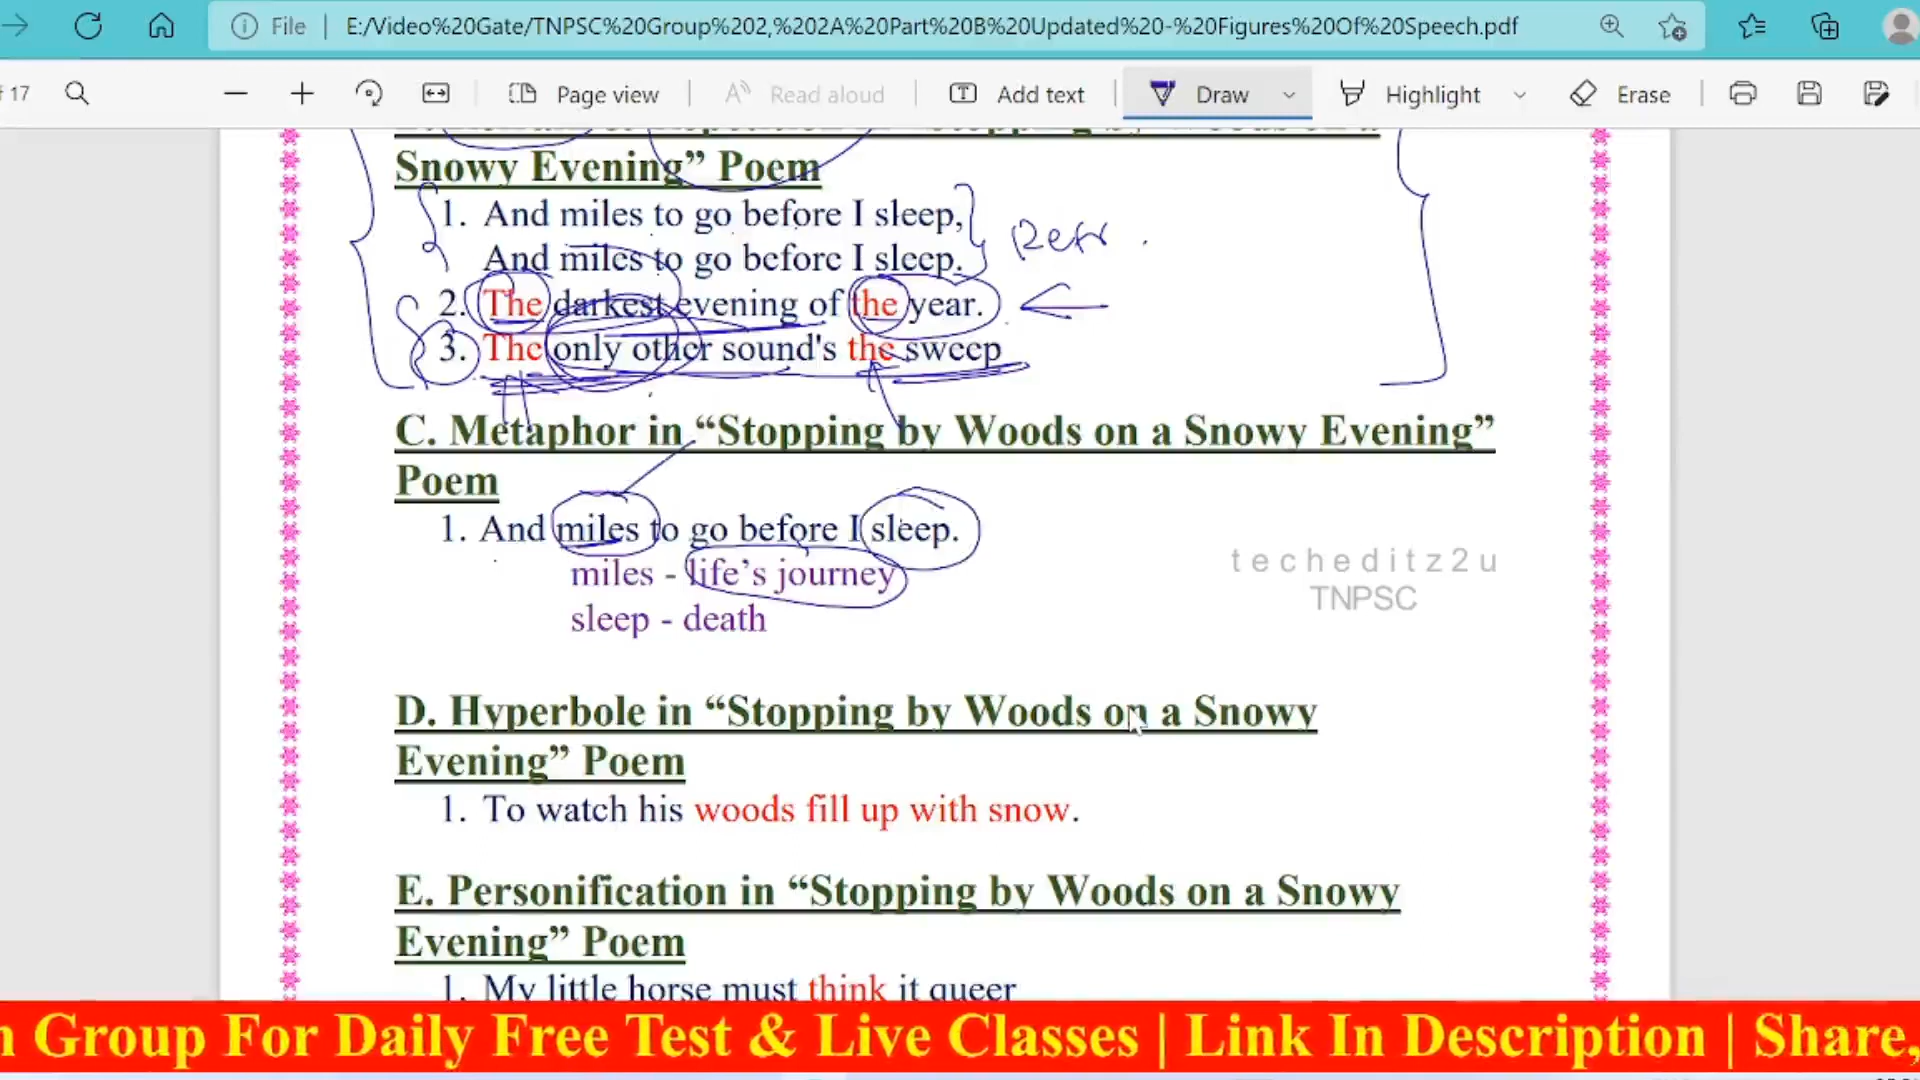 File
E:/Video%20Gate/TNPSC%20Group%202,%202A%20Part%20B%20Updated%20-%20Figures%20Of%20Speech.pdf
17
Page view
Read aloud
Add text
Draw
Highlight
Erase
Snowy Evening” Poem
1. And miles to go before I sleep,
And miles to go before I sleep.
Refr
2. The darkest evening of the year.
3. The only other sound's the sweep
C. Metaphor in “Stopping by Woods on a Snowy Evening”
Poem
1. And miles to go before I sleep.
miles - life’s journey
sleep - death
techeditz2u
TNPSC
D. Hyperbole in “Stopping by Woods on a Snowy
Evening” Poem
1. To watch his woods fill up with snow.
E. Personification in “Stopping by Woods on a Snowy
Evening” Poem
1. My little horse must think it queer
Group For Daily Free Test & Live Classes | Link In Description | Share,